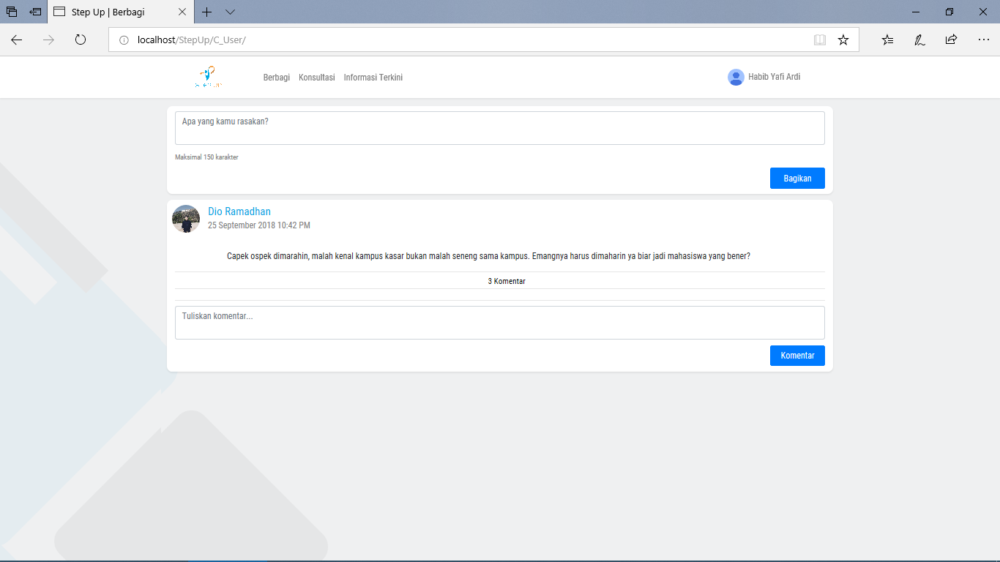 Step Up | Berbagi
localhost/StepUp/C_User/
Berbagi Konsultasi Informasi Terkini
Habib Yafi Ardi
Apa yang kamu rasakan?
Maksimal 150 karakter
Bagikan
Dio Ramadhan
25 September 2018 10:42 PM
Capek ospek dimarahin, malah kenal kampus kasar bukan malah seneng sama kampus. Emangnya harus dimaharin ya biar jadi mahasiswa yang bener?
3 Komentar
Tuliskan komentar...
Komentar